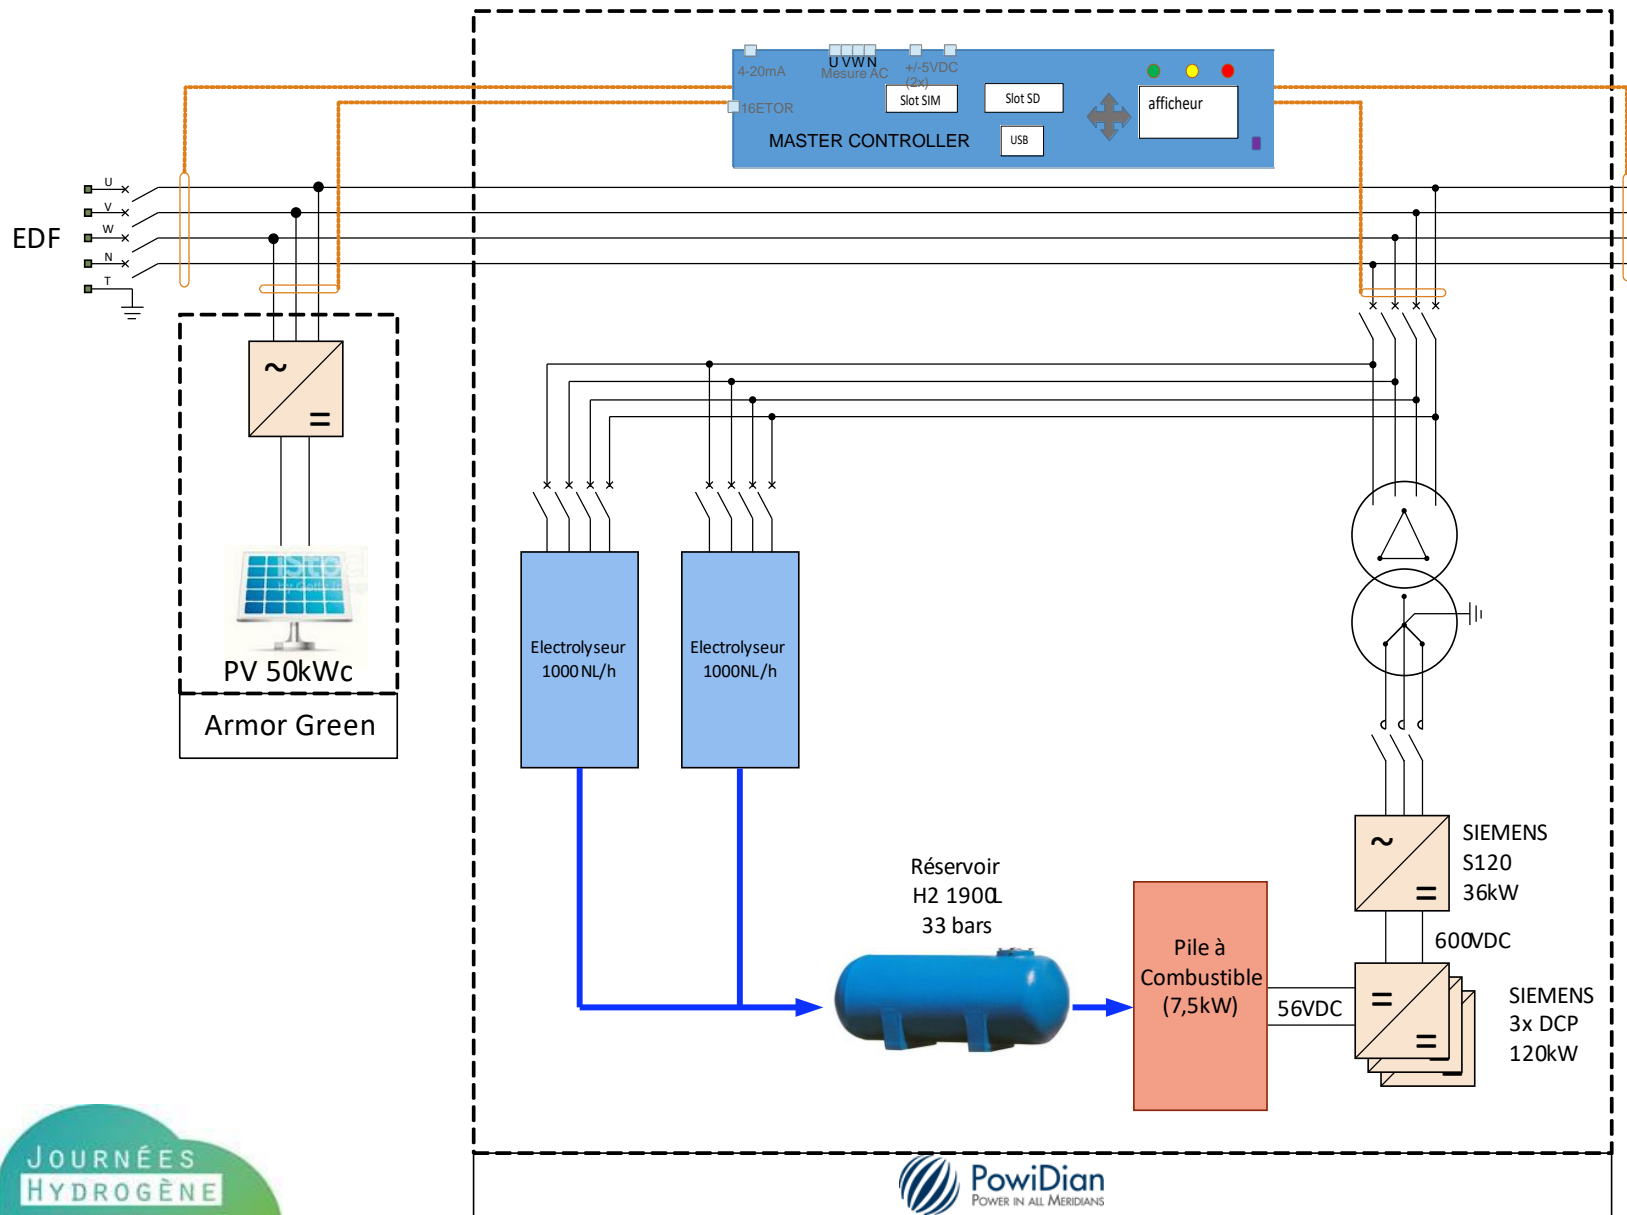 4-20mA
U V W N
Mesure AC
+/-5VDC
(2x)
16ETOR
Slot SIM
Slot SD
afficheur
MASTER CONTROLLER
USB
EDF
U
V
W
N
T
~
=
PV 50kWc
Armor Green
Electrolyseur
1000NL/h
Electrolyseur
1000NL/h
Réservoir
H2 1900L
33 bars
Pile à
Combustible
(7,5kW)
56VDC
~
=
SIEMENS
S120
36kW
600VDC
=
=
SIEMENS
3x DCP
120kW
JOURNÉES
HYDROGÈNE
PowiDian
POWER IN ALL MERIDIANS